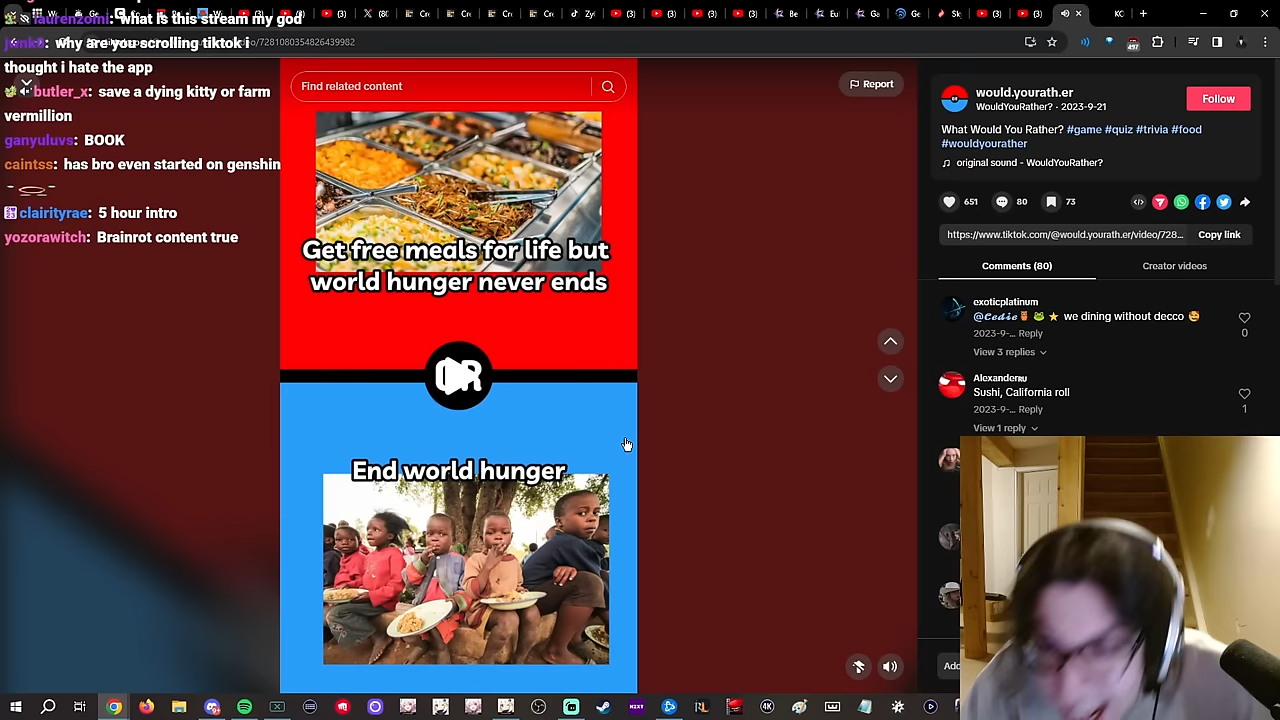 laurenzomi: what is this stream my god
why are you scrolling tiktok i
thought i hate the app
butler_x: save a dying kitty or farm
vermillion
ganyuluvs: BOOK
caintss: has bro even started on genshin
clairityrae: 5 hour intro
yozorawitch: Brainrot content true
Find related content
Get free meals for life but
world hunger never ends
OR
End world hunger
Report
would.yourath.er
WouldYouRather? · 2023-9-21
Follow
What Would You Rather? #game #quiz #trivia #food
#wouldyourather
original sound - WouldYouRather?
651
80
73
https://www.tiktok.com/@would.yourath.er/video/728...
Copy link
Comments (80)
Creator videos
exoticplatinum
we dining without decco
2023-9-... Reply
0
View 3 replies
Sushi, California roll
2023-9-... Reply
1
View 1 reply
Add